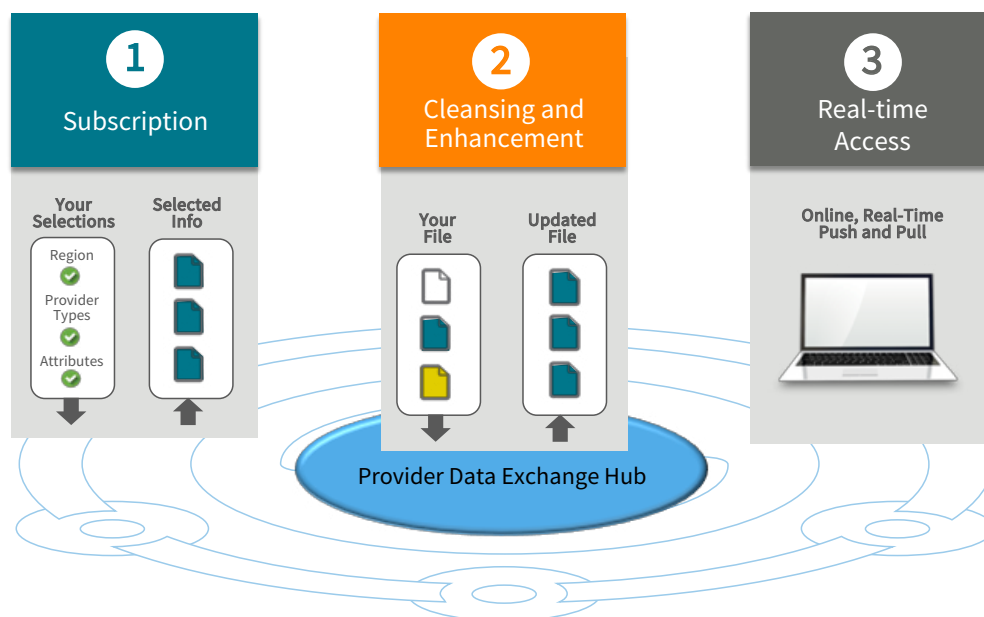 1
Subscription
Your
Selections
Region
Provider
Types
Attributes
Selected
Info
2
Cleansing and
Enhancement
Your
File
Updated
File
3
Real-time
Access
Online, Real-Time
Push and Pull
Provider Data Exchange Hub